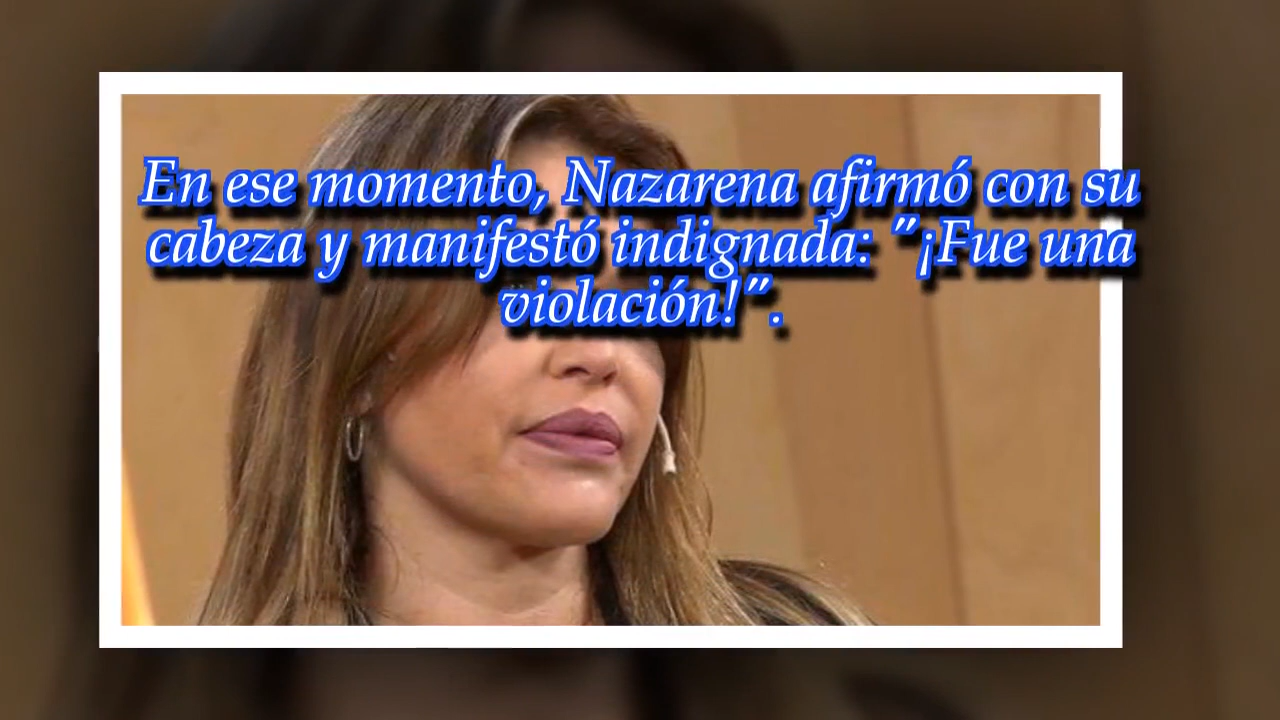 En ese momento, Nazarena afirmó con su
cabeza y manifestó indignada: "¡Fue una
violación!".